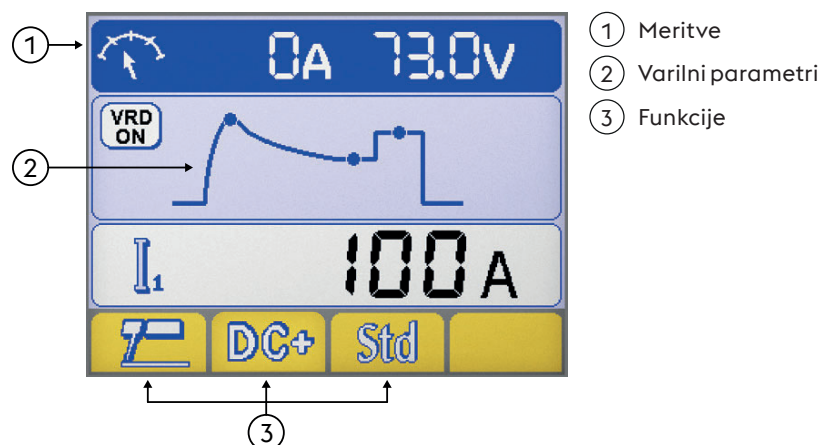 1
0A 73.0V
1 Meritve
2 Varilni parametri
3 Funkcije
VRD
ON
2
I1
100A
DC+
Std
3